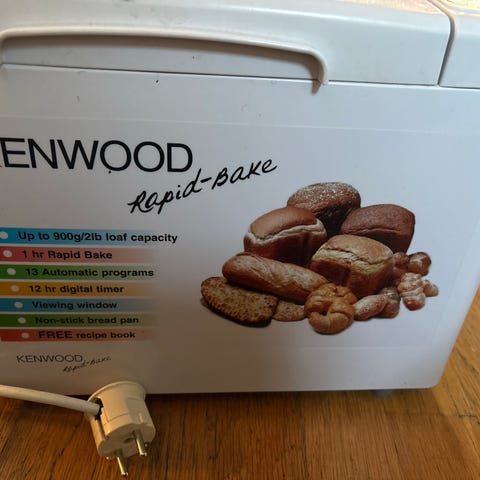 KENWOOD
Rapid-Bake
Up to 900g/2lb loaf capacity
1 hr Rapid Bake
13 Automatic programs
12 hr digital timer
Viewing window
Non-stick bread pan
FREE recipe book
KENWOOD
Rapid-Bake